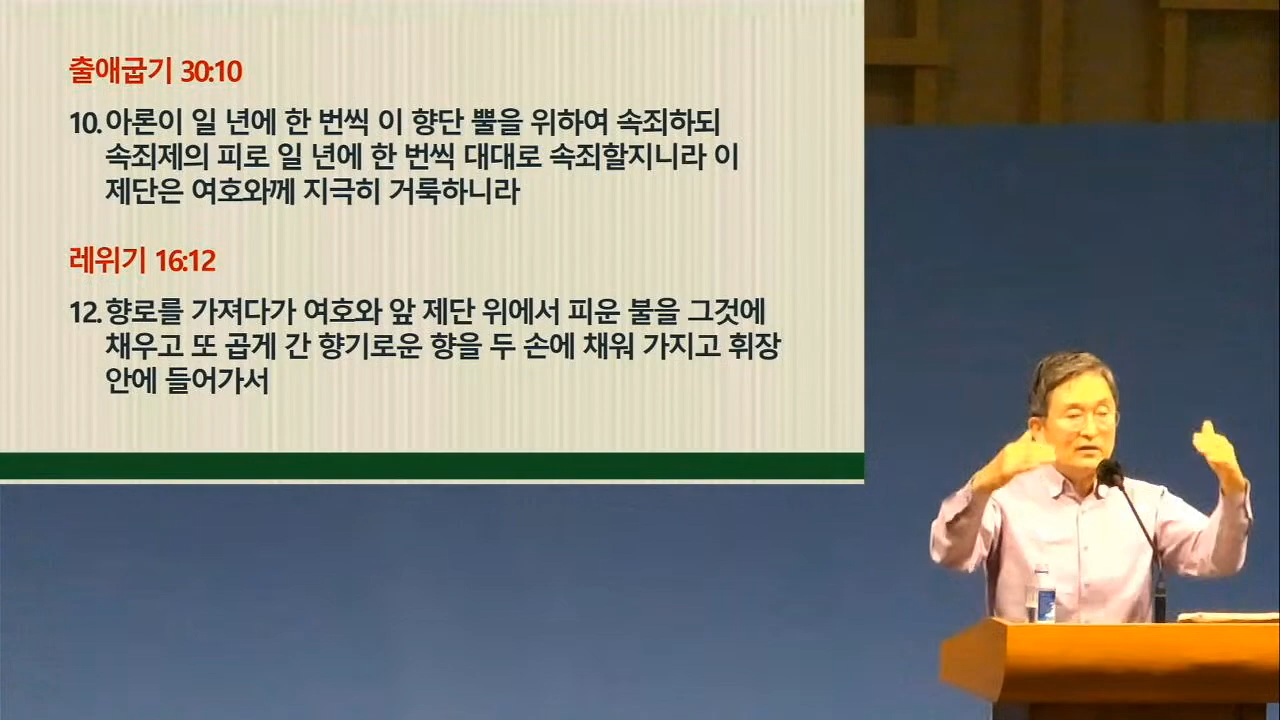 출애굽기 30:10
10. 아론이 일 년에 한 번씩 이 향단 뿔을 위하여 속죄하되
속죄제의 피로 일 년에 한 번씩 대대로 속죄할지니라 이
제단은 여호와께 지극히 거룩하니라
레위기 16:12
12. 향로를 가져다가 여호와 앞 제단 위에서 피운 불을 그것에
채우고 또 곱게 간 향기로운 향을 두 손에 채워 가지고 휘장
안에 들어가서